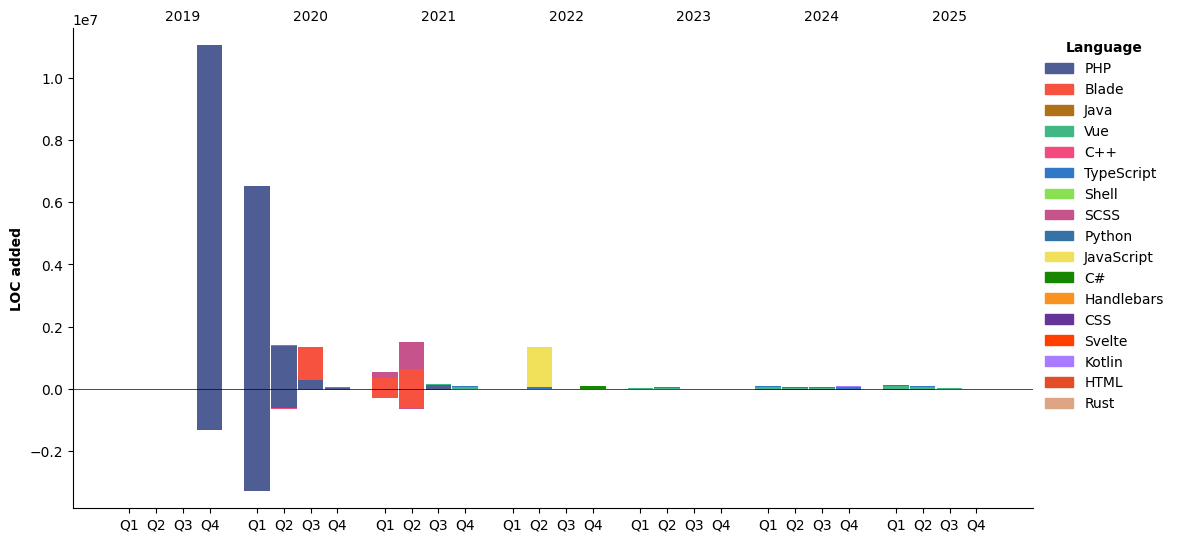 1e7
2019 2020 2021 2022 2023 2024 2025
LOC added
1.0
0.8
0.6
0.4
0.2
0.0
−0.2
Q1 Q2 Q3 Q4 Q1 Q2 Q3 Q4 Q1 Q2 Q3 Q4 Q1 Q2 Q3 Q4 Q1 Q2 Q3 Q4 Q1 Q2 Q3 Q4 Q1 Q2 Q3 Q4
Language
PHP
Blade
Java
Vue
C++
TypeScript
Shell
SCSS
Python
JavaScript
C#
Handlebars
CSS
Svelte
Kotlin
HTML
Rust